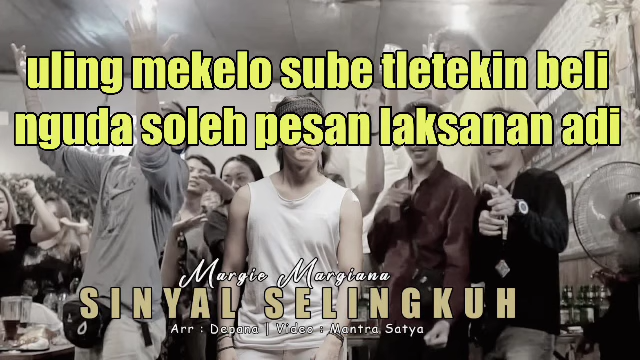 uling mekelo sube tletekin beli
nguda soleh pesan laksanan adi
Margie Margiana
SINYAL SELINGKUH
Arr : Depana | Video : Mantra Satya